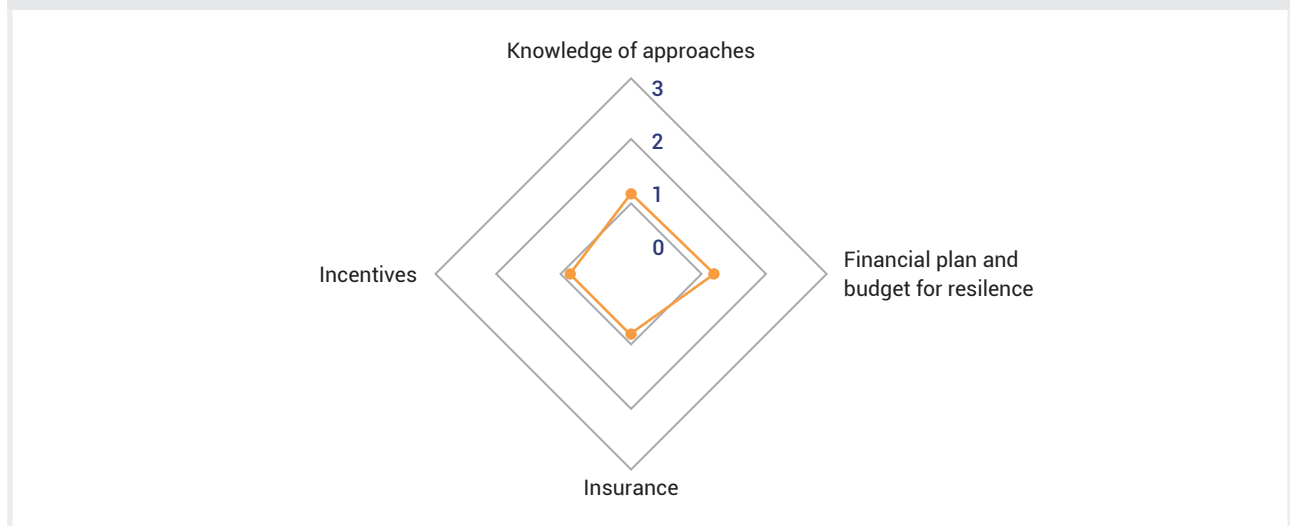 Knowledge of approaches
3
2
1
0
Financial plan and
budget for resilence
Incentives
Insurance